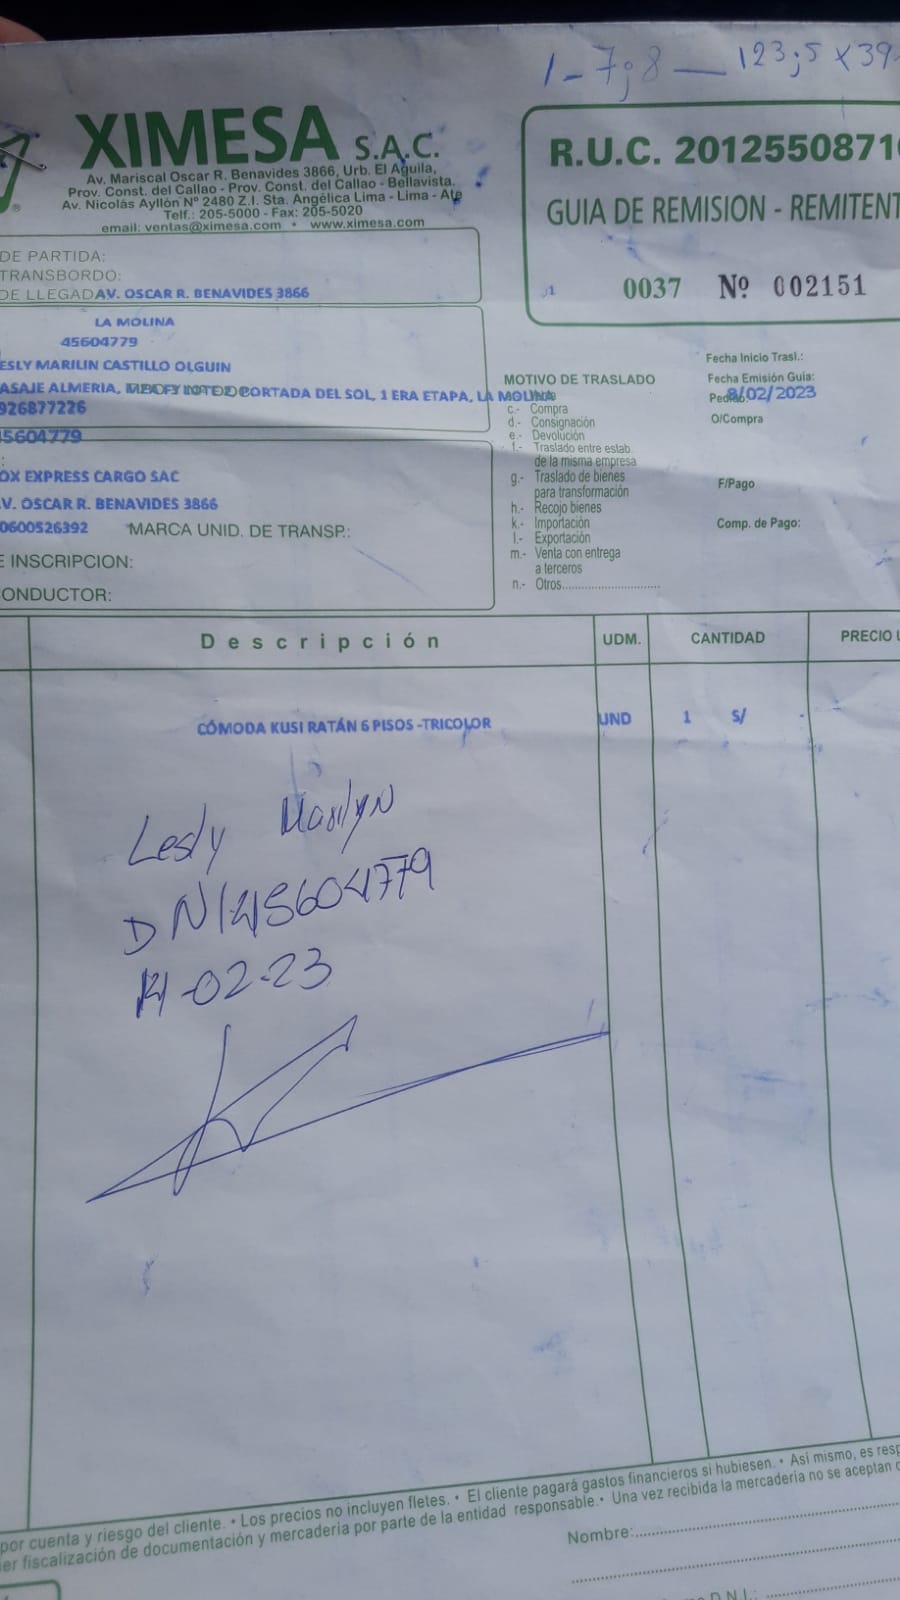 1-7;8 — 123;5 x 39
XIMESA S.A.C.
Av. Mariscal Oscar R. Benavides 3866, Urb. El Aguila,
Prov. Const. del Callao - Prov. Const. del Callao - Bellavista.
Av. Nicolás Ayllón Nº 2480 Z.I. Sta. Angélica Lima - Lima - Ate
Telf.: 205-5000 - Fax: 205-5020
email: ventas@ximesa.com • www.ximesa.com
R.U.C. 2012550871
GUIA DE REMISION - REMITENT
0037 Nº 002151
DE PARTIDA:
TRANSBORDO:
DE LLEGADA AV. OSCAR R. BENAVIDES 3866
LA MOLINA
45604779
ESLY MARILIN CASTILLO OLGUIN
ASAJE ALMERIA, LOTE 2 PORTADA DEL SOL, 1 ERA ETAPA, LA MOLINA
926877226
45604779
OX EXPRESS CARGO SAC
V. OSCAR R. BENAVIDES 3866
0600526392 MARCA UNID. DE TRANSP.:
E INSCRIPCION:
ONDUCTOR:
MOTIVO DE TRASLADO
c.- Compra
d.- Consignación
e.- Devolución
f.- Traslado entre estab.
de la misma empresa
g.- Traslado de bienes
para transformación
h.- Recojo bienes
k.- Importación
l.- Exportación
m.- Venta con entrega
a terceros
n.- Otros
Fecha Inicio Trasl.:
Fecha Emisión Guia:
Pedido: 8/02/2023
O/Compra
F/Pago
Comp. de Pago:
Descripción UDM. CANTIDAD PRECIO
CÓMODA KUSI RATÁN 6 PISOS -TRICOLOR UND 1 S/ -
Lesly Marilyn
DNI 45604779
14-02-23
por cuenta y riesgo del cliente. • Los precios no incluyen fletes. • El cliente pagará gastos financieros si hubiesen. • Así mismo, es resp
er fiscalización de documentación y mercaderia por parte de la entidad responsable. • Una vez recibida la mercadería no se aceptan
Nombre:
D.N.I.: